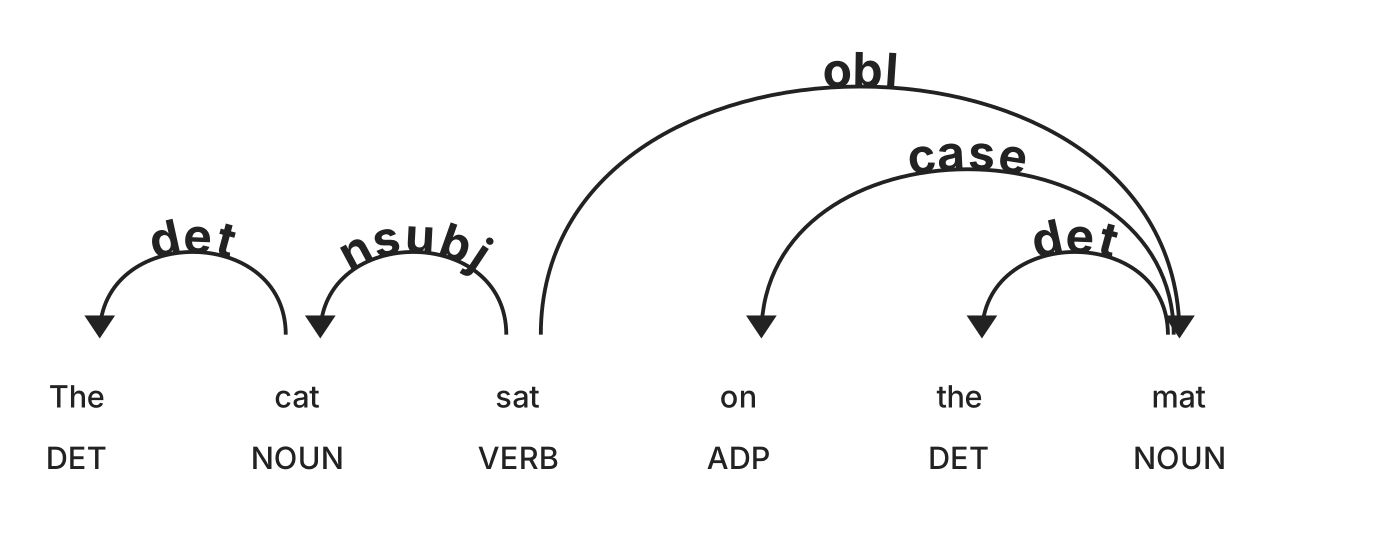 obl
case
det nsubj det
The cat sat on the mat
DET NOUN VERB ADP DET NOUN